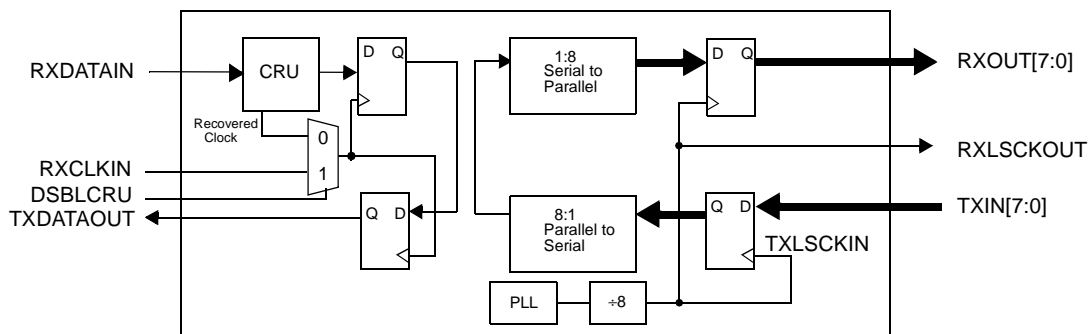 RXDATAIN
CRU
D Q
1:8
Serial to
Parallel
D Q
RXOUT[7:0]
Recovered
Clock
0
1
RXCLKIN
DSBLCRU
TXDATAOUT
Q D
8:1
Parallel to
Serial
Q D
RXLSCKOUT
TXIN[7:0]
TXLSCKIN
PLL
÷8